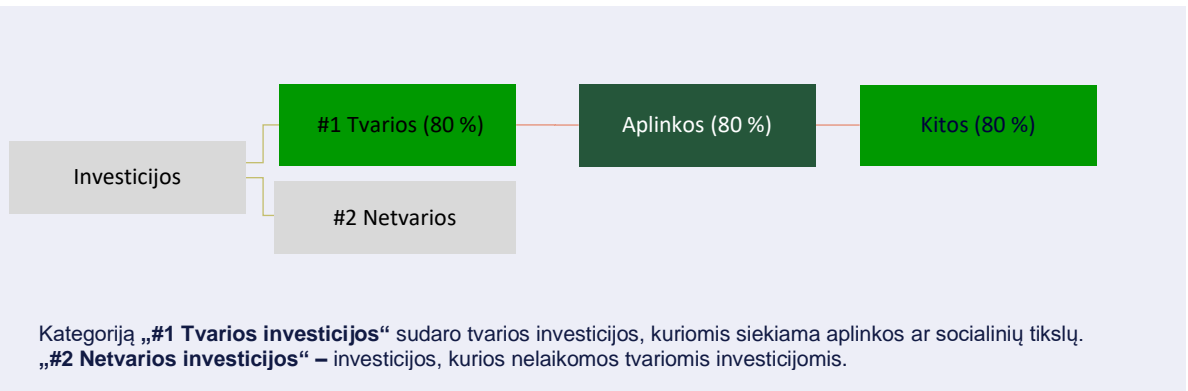 #1 Tvarios (80 %)
Aplinkos (80 %)
Kitos (80 %)
Investicijos
#2 Netvarios
Kategoriją „#1 Tvarios investicijos“ sudaro tvarios investicijos, kuriomis siekiama aplinkos ar socialinių tikslų.
„#2 Netvarios investicijos“ – investicijos, kurios nelaikomos tvariomis investicijomis.